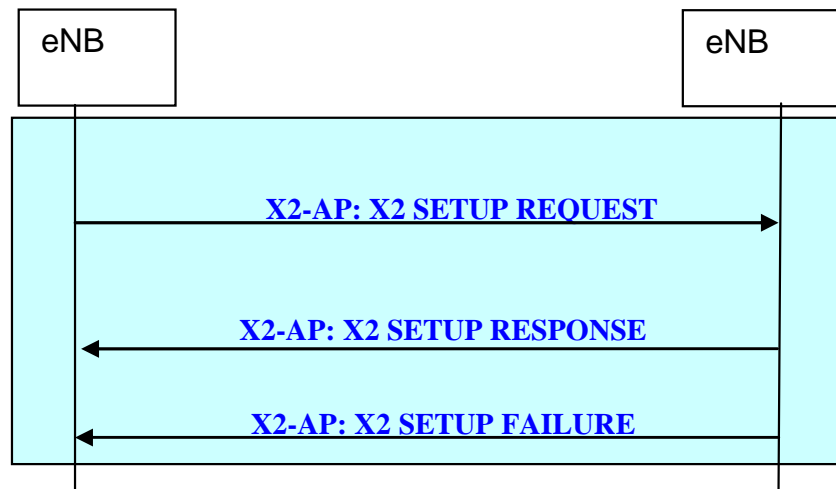 eNB
eNB
X2-AP: X2 SETUP REQUEST
X2-AP: X2 SETUP RESPONSE
X2-AP: X2 SETUP FAILURE